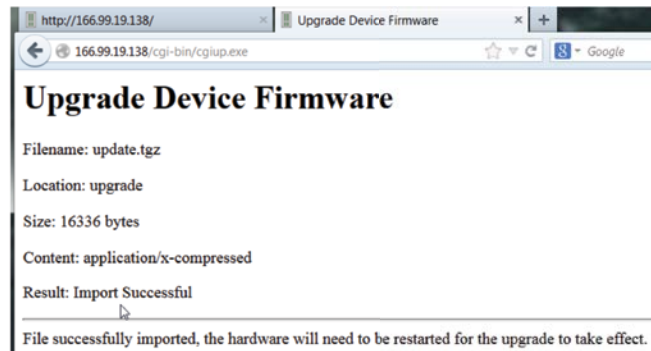 http://166.99.19.138/
Upgrade Device Firmware
166.99.19.138/cgi-bin/cgiup.exe
Google
Upgrade Device Firmware
Filename: update.tgz
Location: upgrade
Size: 16336 bytes
Content: application/x-compressed
Result: Import Successful
File successfully imported, the hardware will need to be restarted for the upgrade to take effect.